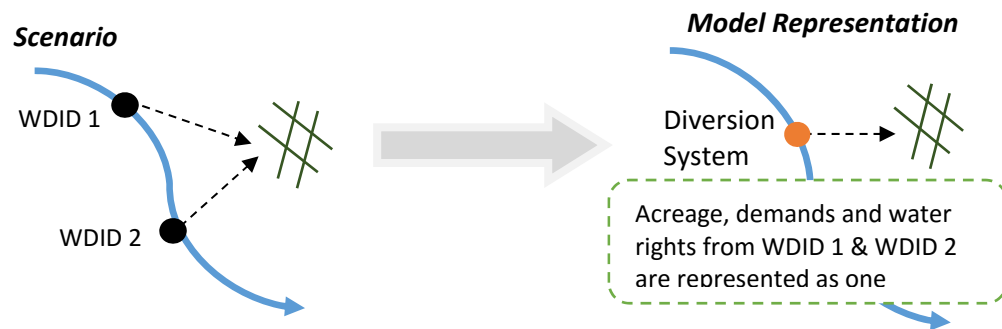 Scenario
WDID 1
WDID 2
Model Representation
Diversion
System
Acreage, demands and water
rights from WDID 1 & WDID 2
are represented as one